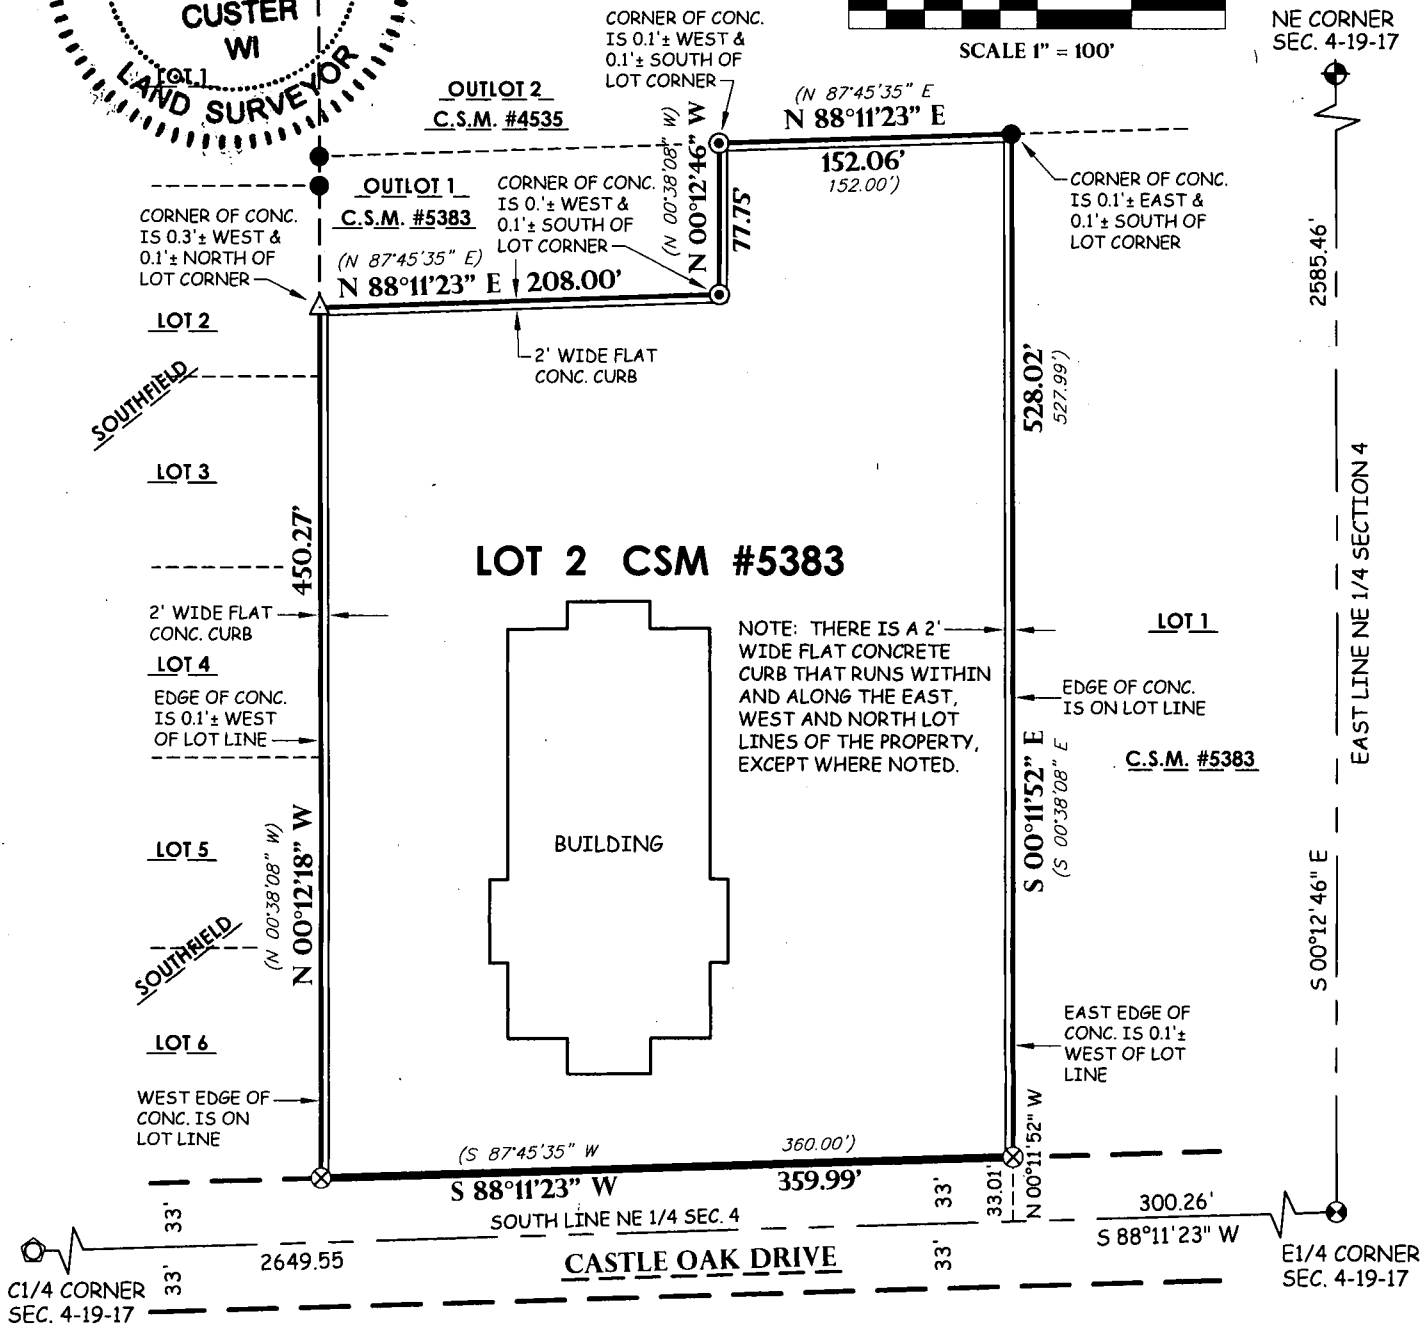 CUSTER
WI
LAND SURVEYOR
LOT 1
CORNER OF CONC.
IS 0.1'± WEST &
0.1'± SOUTH OF
LOT CORNER
SCALE 1" = 100'
NE CORNER
SEC. 4-19-17
OUTLOT 2
C.S.M. #4535
(N 87°45'35" E
N 88°11'23" E
152.06'
152.00')
(N 00°38'08" W)
N 00°12'46" W
77.75'
OUTLOT 1
C.S.M. #5383
CORNER OF CONC.
IS 0.'± WEST &
0.1'± SOUTH OF
LOT CORNER
CORNER OF CONC.
IS 0.1'± EAST &
0.1'± SOUTH OF
LOT CORNER
CORNER OF CONC.
IS 0.3'± WEST &
0.1'± NORTH OF
LOT CORNER
(N 87°45'35" E)
N 88°11'23" E 208.00'
2585.46'
LOT 2
2' WIDE FLAT
CONC. CURB
528.02'
527.99')
SOUTHFIELD
LOT 3
450.27'
EAST LINE NE 1/4 SECTION 4
LOT 2 CSM #5383
2' WIDE FLAT
CONC. CURB
LOT 4
EDGE OF CONC.
IS 0.1'± WEST
OF LOT LINE
NOTE: THERE IS A 2'
WIDE FLAT CONCRETE
CURB THAT RUNS WITHIN
AND ALONG THE EAST,
WEST AND NORTH LOT
LINES OF THE PROPERTY,
EXCEPT WHERE NOTED.
LOT 1
EDGE OF CONC.
IS ON LOT LINE
C.S.M. #5383
S 00°11'52" E
(S 00°38'08" E
BUILDING
LOT 5
(N 00°38'08" W)
N 00°12'18" W
S 00°12'46" E
SOUTHFIELD
LOT 6
EAST EDGE OF
CONC. IS 0.1'±
WEST OF LOT
LINE
WEST EDGE OF
CONC. IS ON
LOT LINE
(S 87°45'35" W
360.00')
S 88°11'23" W
359.99'
33'
33.01'
N 00°11'52" W
33'
SOUTH LINE NE 1/4 SEC. 4
300.26'
S 88°11'23" W
2649.55
CASTLE OAK DRIVE
33'
33'
C1/4 CORNER
SEC. 4-19-17
E1/4 CORNER
SEC. 4-19-17